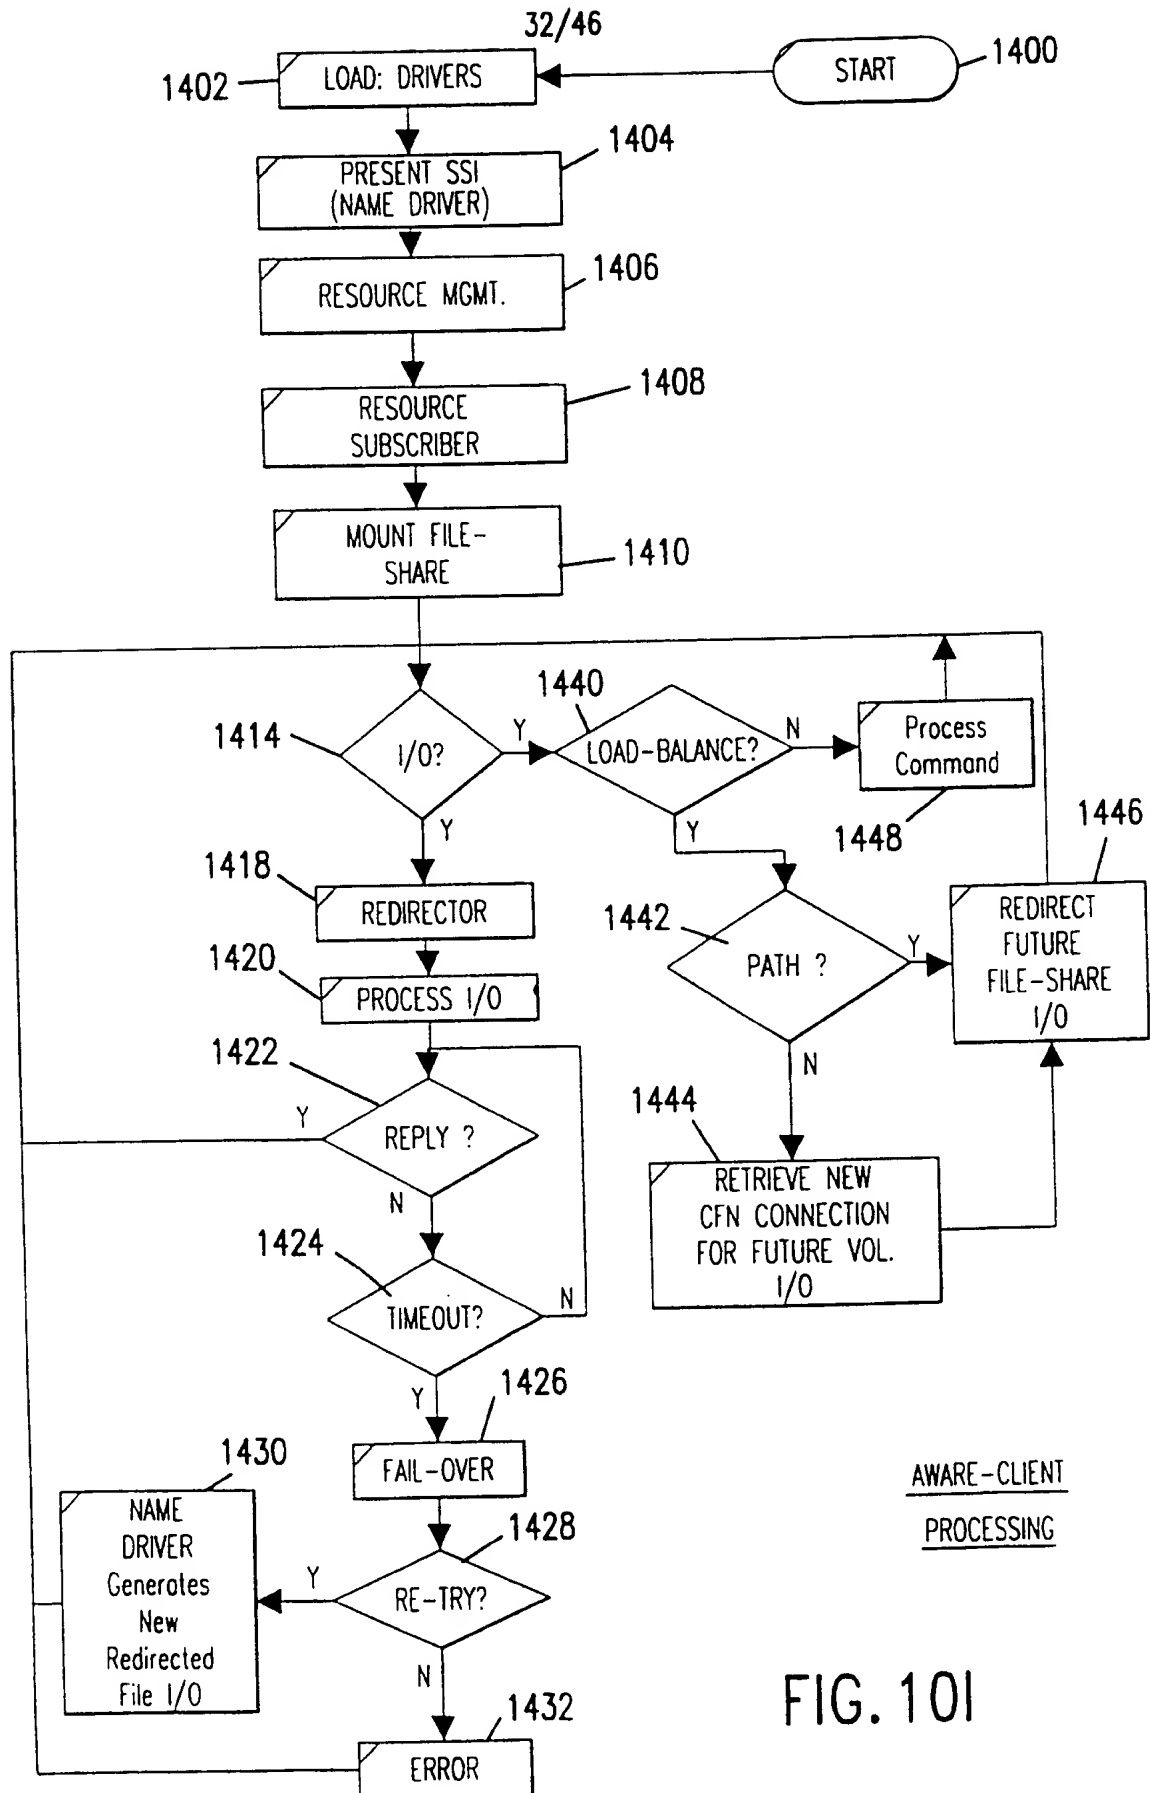 32/46
START
1400
LOAD: DRIVERS
1402
PRESENT SSI
(NAME DRIVER)
1404
RESOURCE MGMT.
1406
RESOURCE
SUBSCRIBER
1408
MOUNT FILE-
SHARE
1410
1414
I/O?
Y
Y
1440
LOAD-BALANCE?
N
Y
Process
Command
1448
1446
REDIRECT
FUTURE
FILE-SHARE
I/O
1418
REDIRECTOR
1442
PATH ?
Y
N
1420
PROCESS I/O
1422
REPLY ?
Y
N
1444
RETRIEVE NEW
CFN CONNECTION
FOR FUTURE VOL.
I/O
1424
TIMEOUT?
N
Y
1426
FAIL-OVER
1428
RE-TRY?
Y
N
1430
NAME
DRIVER
Generates
New
Redirected
File I/O
1432
ERROR
AWARE-CLIENT
PROCESSING
FIG. 10I